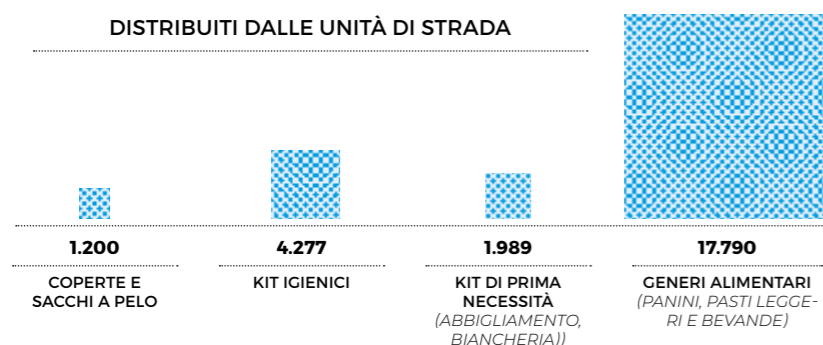 DISTRIBUITI DALLE UNITÀ DI STRADA
1.200
COPERTE E
SACCHI A PELO
4.277
KIT IGIENICI
1.989
KIT DI PRIMA
NECESSITÀ
(ABBIGLIAMENTO,
BIANCHERIA))
17.790
GENERI ALIMENTARI
(PANINI, PASTI LEGGE-
RI E BEVANDE)